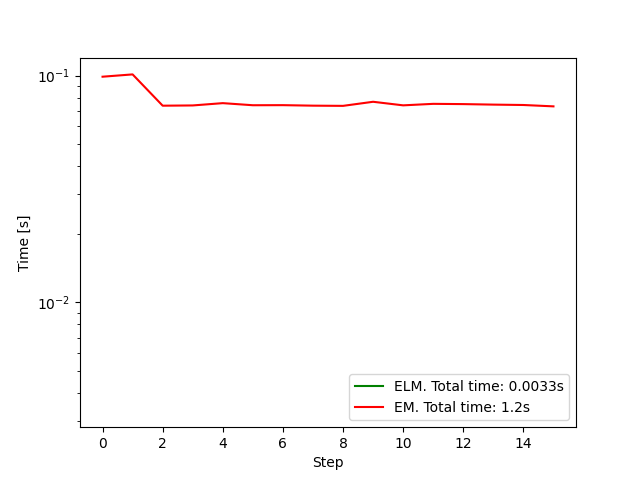 10⁻¹
10⁻²
Time [s]
0 2 4 6 8 10 12 14
Step
ELM. Total time: 0.0033s
EM. Total time: 1.2s